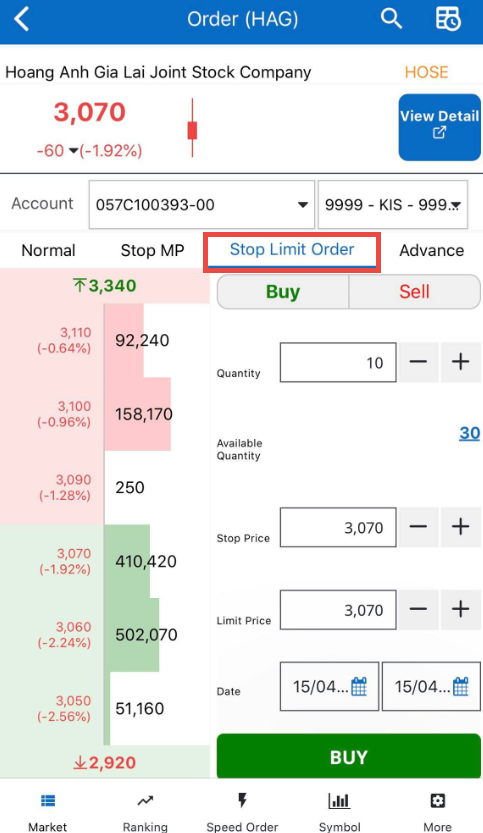 Order (HAG)
Hoang Anh Gia Lai Joint Stock Company HOSE
3,070
-60 (-1.92%)
View Detail
Account 057C100393-00 9999 - KIS - 999...
Normal Stop MP Stop Limit Order Advance
3,340
Buy Sell
3,110
(-0.64%)
92,240
Quantity 10 − +
3,100
(-0.96%)
158,170
Available
Quantity
30
3,090
(-1.28%)
250
Stop Price 3,070 − +
3,070
(-1.92%)
410,420
Limit Price 3,070 − +
3,060
(-2.24%)
502,070
Date 15/04... 15/04...
3,050
(-2.56%)
51,160
2,920
BUY
Market Ranking Speed Order Symbol More